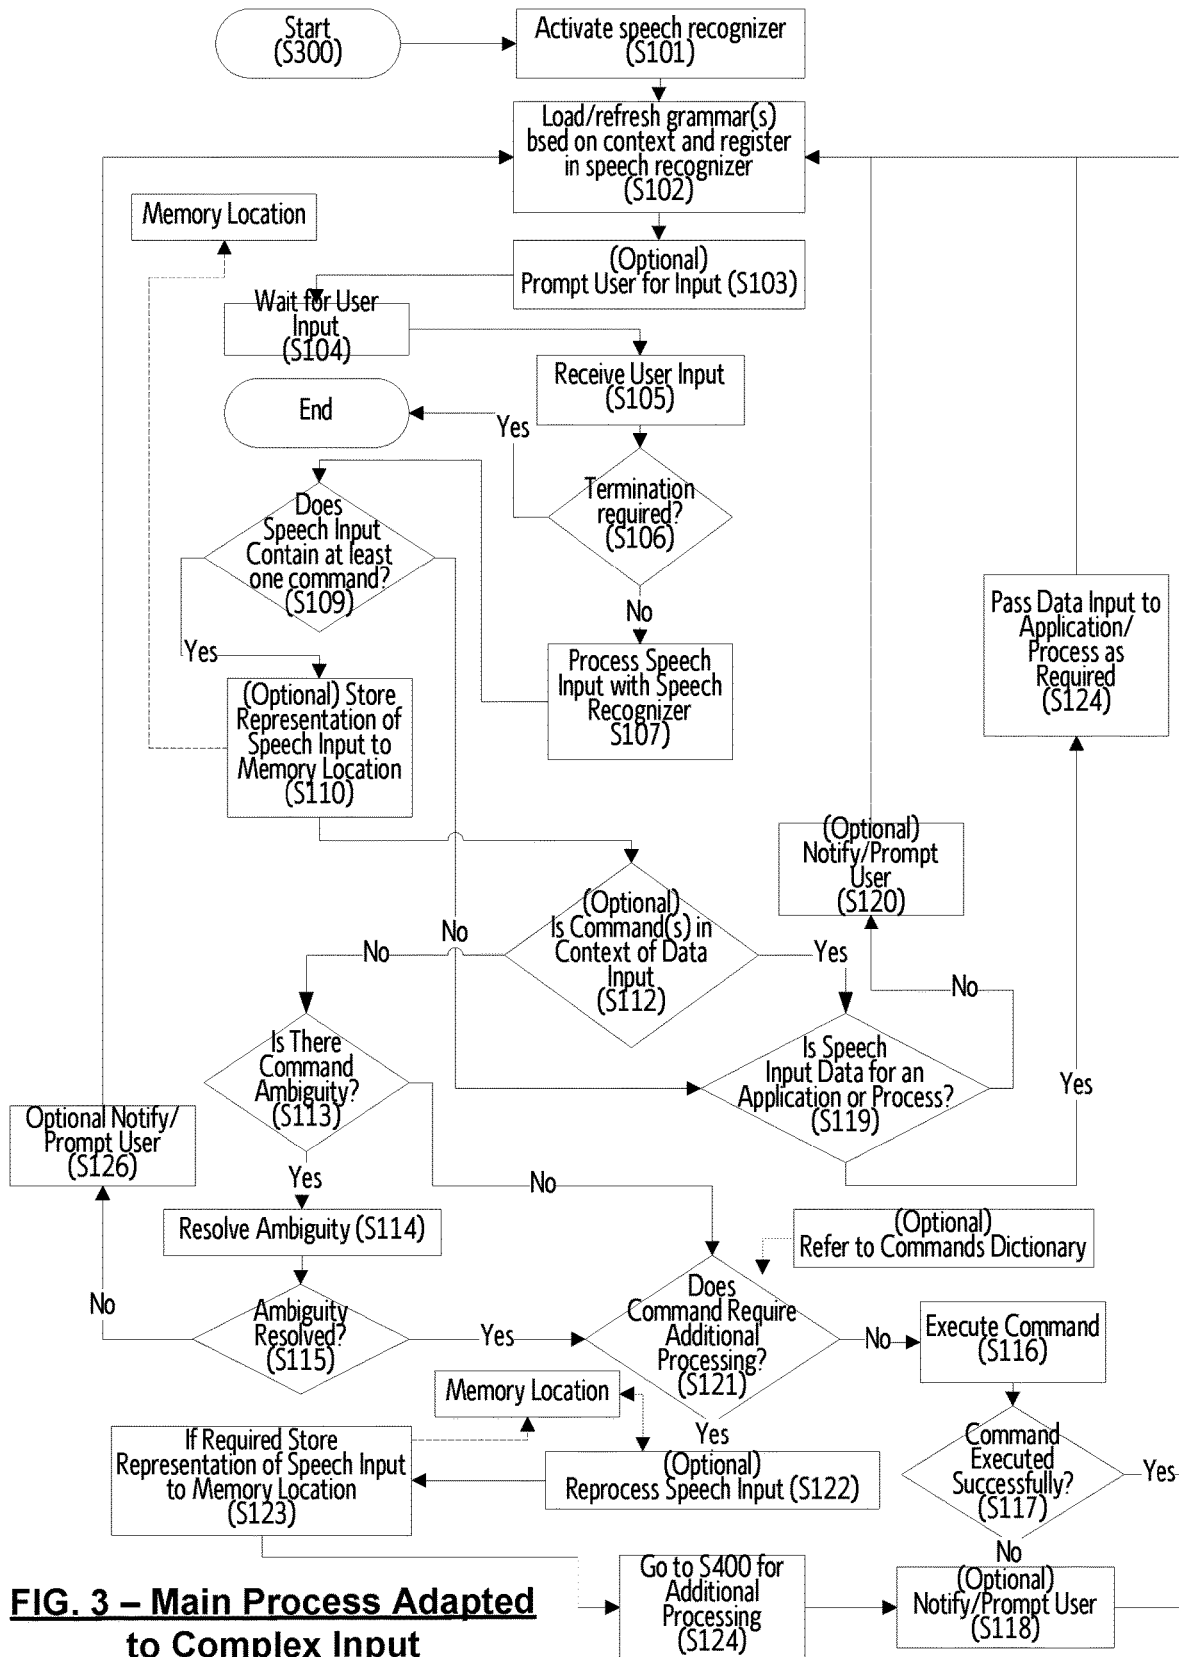 Start
(S300)
Activate speech recognizer
(S101)
Load/refresh grammar(s)
bsed on context and register
in speech recognizer
(S102)
Memory Location
(Optional)
Prompt User for Input (S103)
Wait for User
Input
(S104)
Receive User Input
(S105)
End
Yes
Termination
required?
(S106)
Does
Speech Input
Contain at least
one command?
(S109)
No
Pass Data Input to
Application/
Process as
Required
(S124)
Yes
Process Speech
Input with Speech
Recognizer
S107)
(Optional) Store
Representation of
Speech Input to
Memory Location
(S110)
(Optional)
Notify/Prompt
User
(S120)
(Optional)
Is Command(s) in
Context of Data
Input
(S112)
No
No
Yes
No
Is There
Command
Ambiguity?
(S113)
Is Speech
Input Data for an
Application or Process?
(S119)
Yes
Optional Notify/
Prompt User
(S126)
Yes
No
Resolve Ambiguity (S114)
(Optional)
Refer to Commands Dictionary
No
Ambiguity
Resolved?
(S115)
Yes
Does
Command Require
Additional
Processing?
(S121)
No
Execute Command
(S116)
Memory Location
Yes
Command
Executed
Successfully?
(S117)
Yes
If Required Store
Representation of Speech Input
to Memory Location
(S123)
(Optional)
Reprocess Speech Input (S122)
No
Go to S400 for
Additional
Processing
(S124)
(Optional)
Notify/Prompt User
(S118)
FIG. 3 – Main Process Adapted
to Complex Input